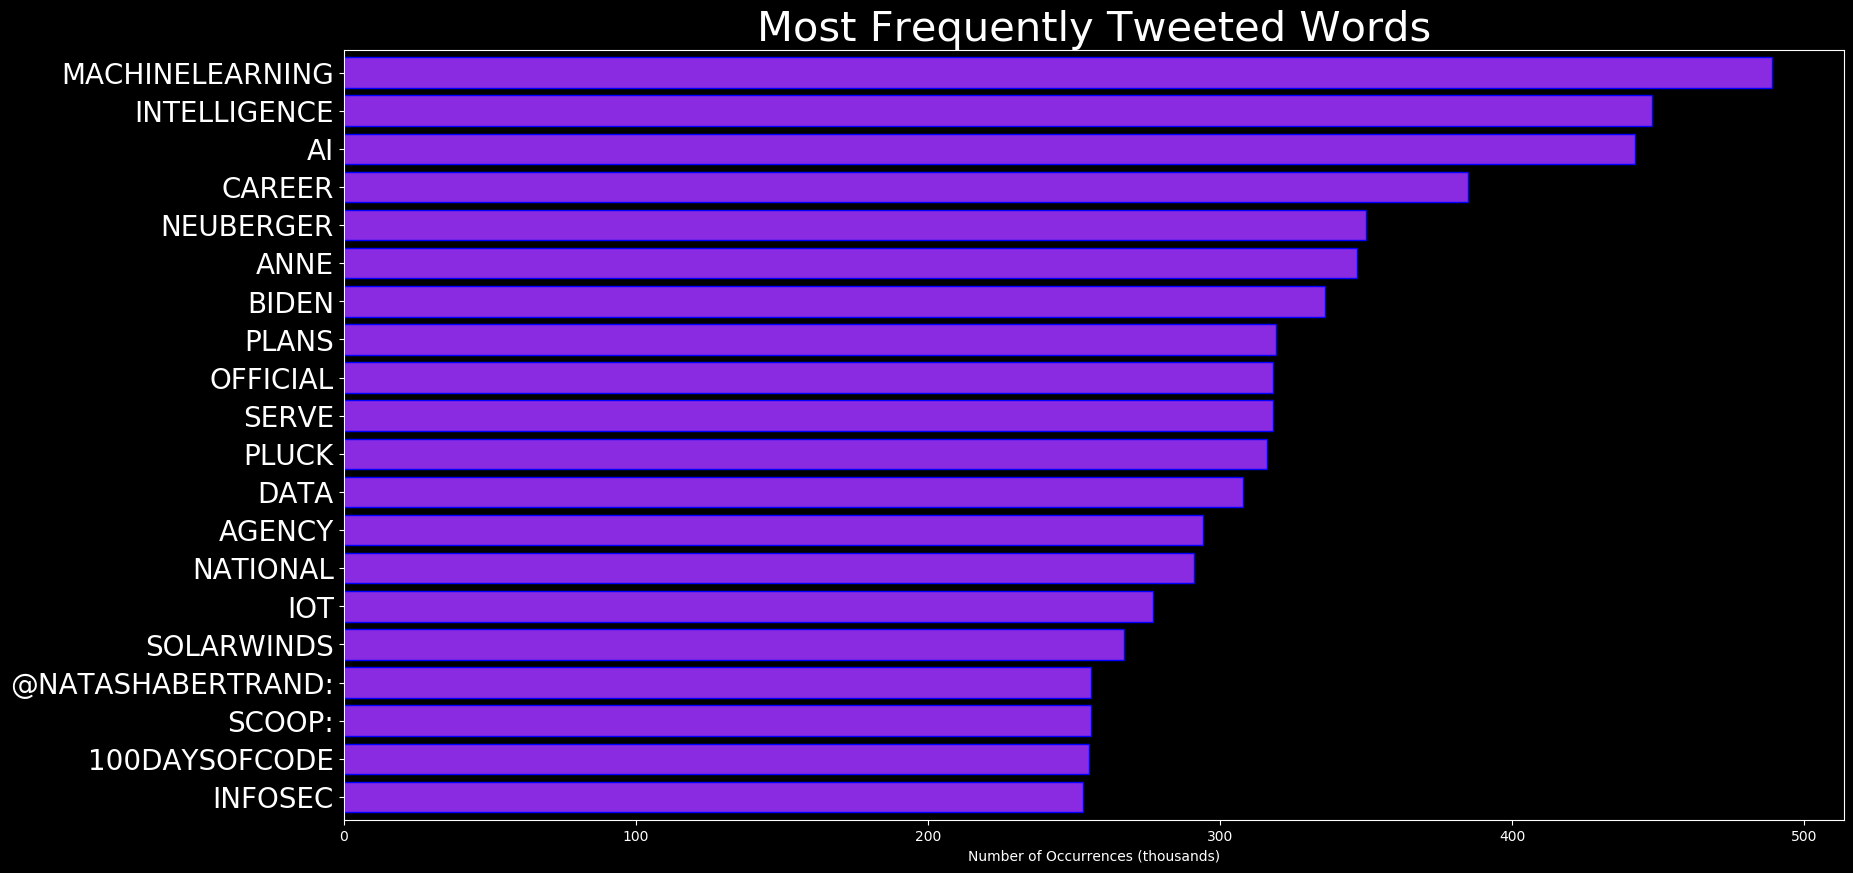 Most Frequently Tweeted Words
MACHINELEARNING
INTELLIGENCE
AI
CAREER
NEUBERGER
ANNE
BIDEN
PLANS
OFFICIAL
SERVE
PLUCK
DATA
AGENCY
NATIONAL
IOT
SOLARWINDS
@NATASHABERTRAND:
SCOOP:
100DAYSOFCODE
INFOSEC
0 100 200 300 400 500
Number of Occurrences (thousands)